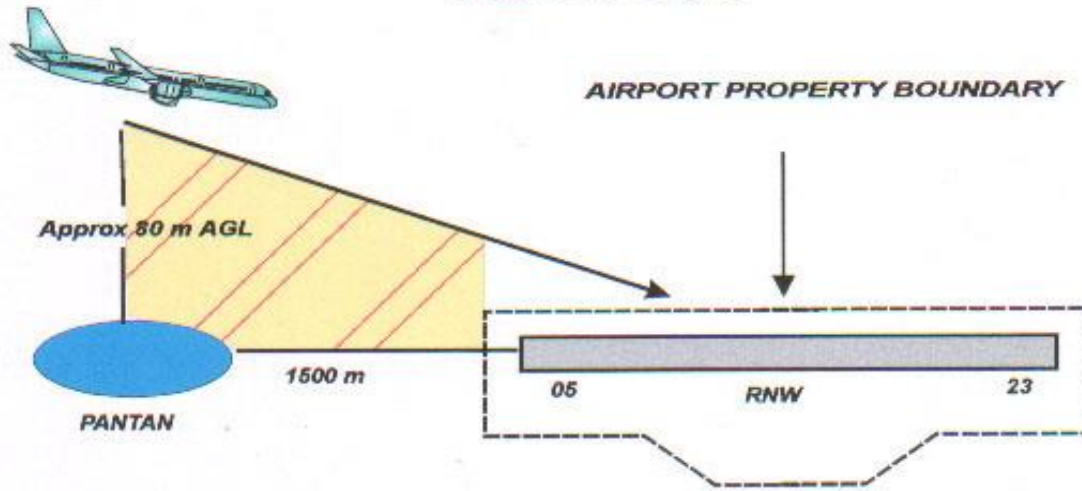 AIRPORT PROPERTY BOUNDARY
Approx 80 m AGL
1500 m
05
RNW
23
PANTAN